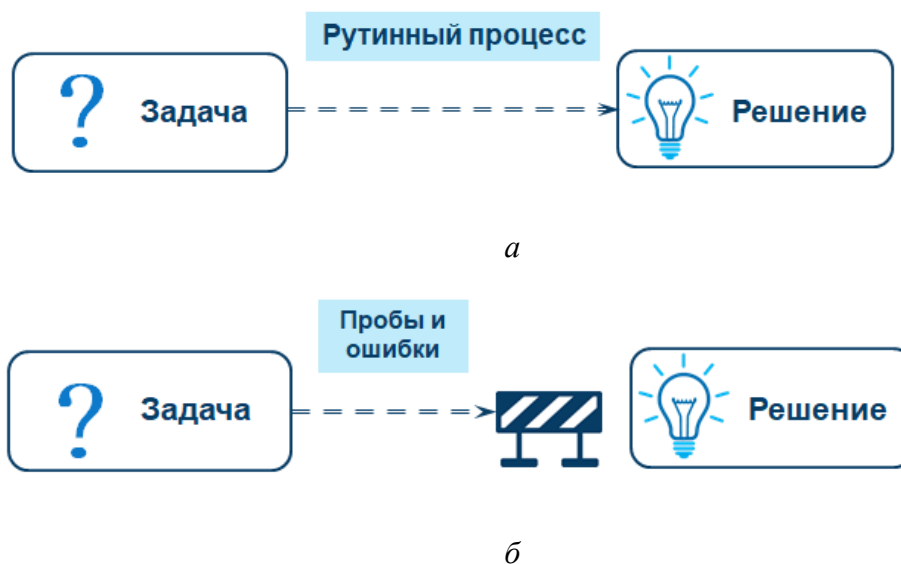 Рутинный процесс
?
Задача
Решение
а
Пробы и
ошибки
?
Задача
Решение
б